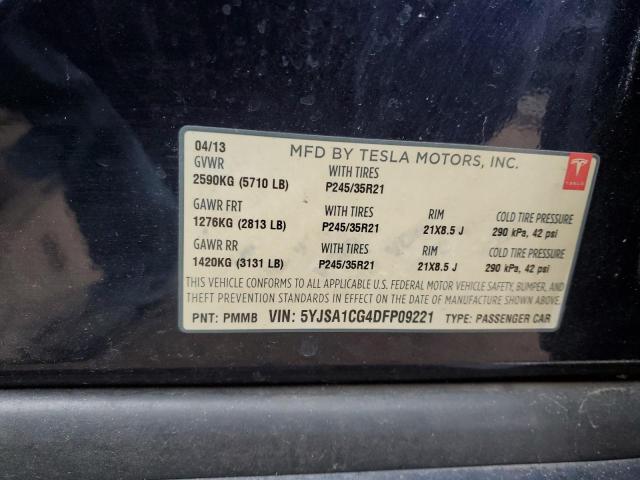 04/13
MFD BY TESLA MOTORS, INC.
GVWR
WITH TIRES
2590KG (5710 LB)
P245/35R21
TESLA
GAWR FRT
WITH TIRES
RIM
COLD TIRE PRESSURE
1276KG (2813 LB)
P245/35R21
21X8.5 J
290 kPa, 42 psi
GAWR RR
WITH TIRES
RIM
COLD TIRE PRESSURE
1420KG (3131 LB)
P245/35R21
21X8.5 J
290 kPa, 42 psi
THIS VEHICLE CONFORMS TO ALL APPLICABLE U.S. FEDERAL MOTOR VEHICLE SAFETY, BUMPER, AND
THEFT PREVENTION STANDARDS IN EFFECT ON THE DATE OF MANUFACTURE SHOWN ABOVE.
PNT: PMMB VIN: 5YJSA1CG4DFP09221 TYPE: PASSENGER CAR